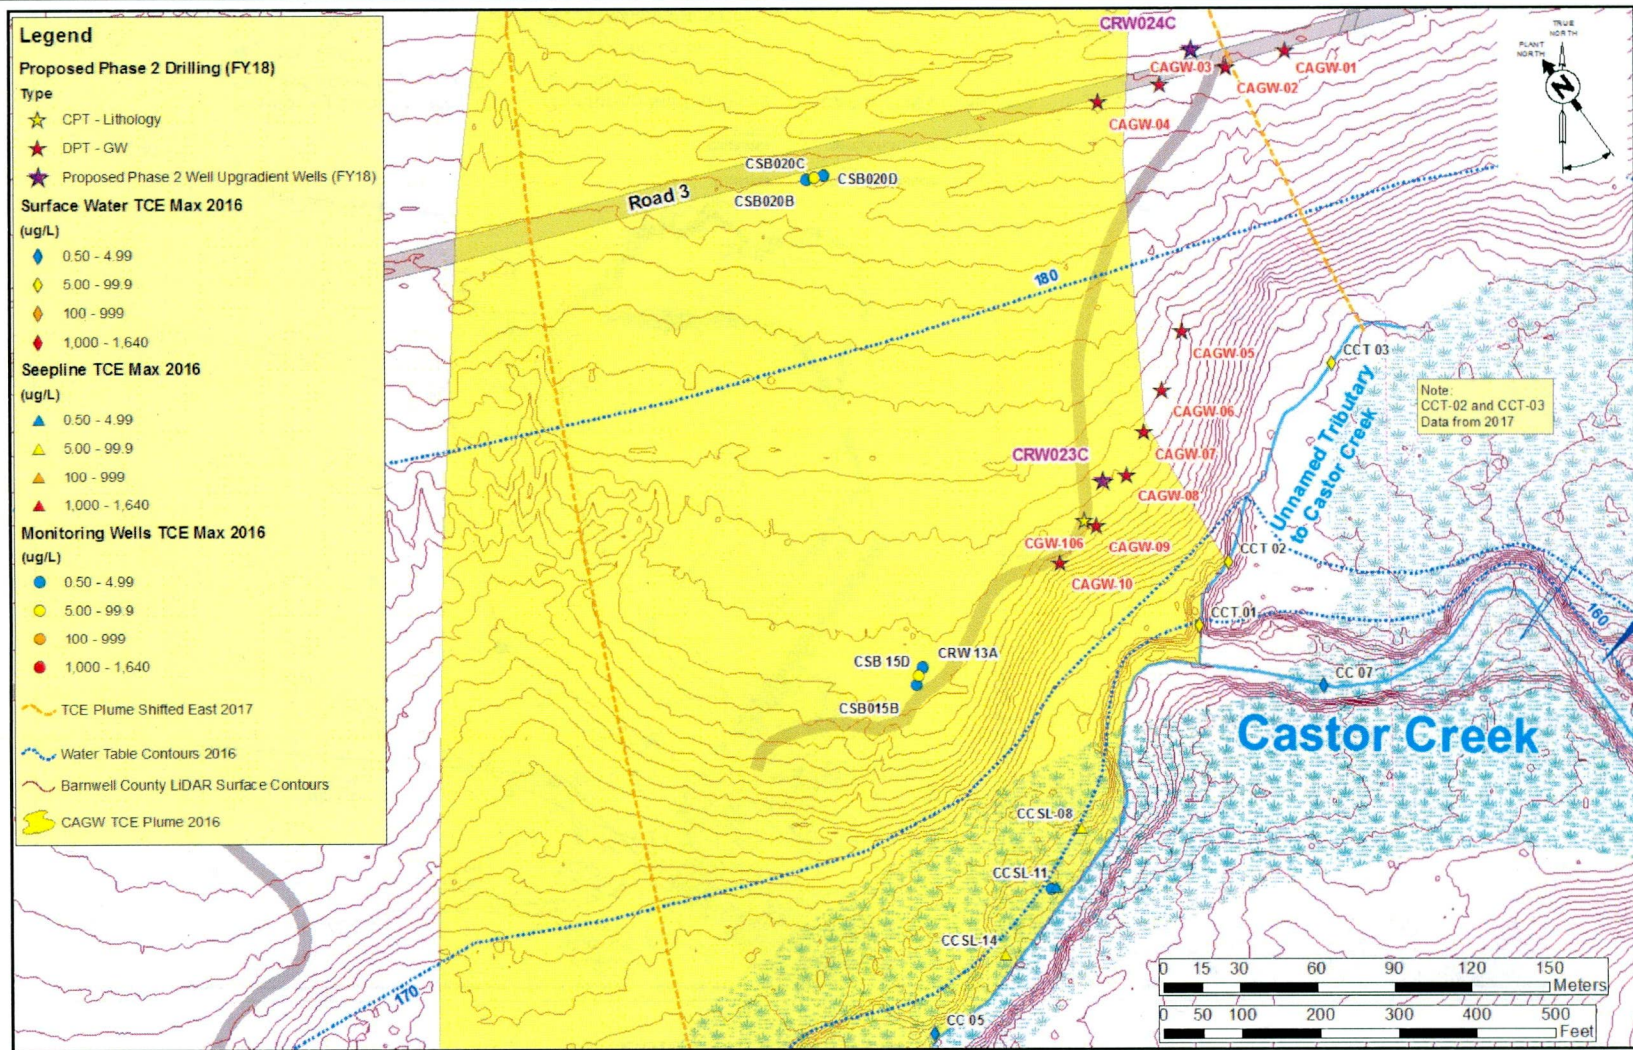 Legend
Proposed Phase 2 Drilling (FY18)
Type
CPT - Lithology
DPT - GW
Proposed Phase 2 Well Upgradient Wells (FY18)
Surface Water TCE Max 2016
(ug/L)
0.50 - 4.99
5.00 - 99.9
100 - 999
1,000 - 1,640
Seepline TCE Max 2016
(ug/L)
0.50 - 4.99
5.00 - 99.9
100 - 999
1,000 - 1,640
Monitoring Wells TCE Max 2016
(ug/L)
0.50 - 4.99
5.00 - 99.9
100 - 999
1,000 - 1,640
TCE Plume Shifted East 2017
Water Table Contours 2016
Barnwell County LiDAR Surface Contours
CAGW TCE Plume 2016
CRW024C
CAGW-03
CAGW-01
CAGW-02
CAGW-04
TRUE
NORTH
PLANT
NORTH
N
CSB020C
CSB020D
CSB020B
Road 3
180
CAGW-05
CCT 03
CAGW-06
Note:
CCT-02 and CCT-03
Data from 2017
CAGW-07
CRW023C
CAGW-08
Unnamed Tributary
to Castor Creek
CGW-106
CAGW-09
CCT 02
CAGW-10
CCT 01
160
CSB 15D
CRW 13A
CC 07
CSB015B
Castor Creek
CCSL-08
CCSL-11
CCSL-14
170
CC 05
0 15 30 60 90 120 150
Meters
0 50 100 200 300 400 500
Feet